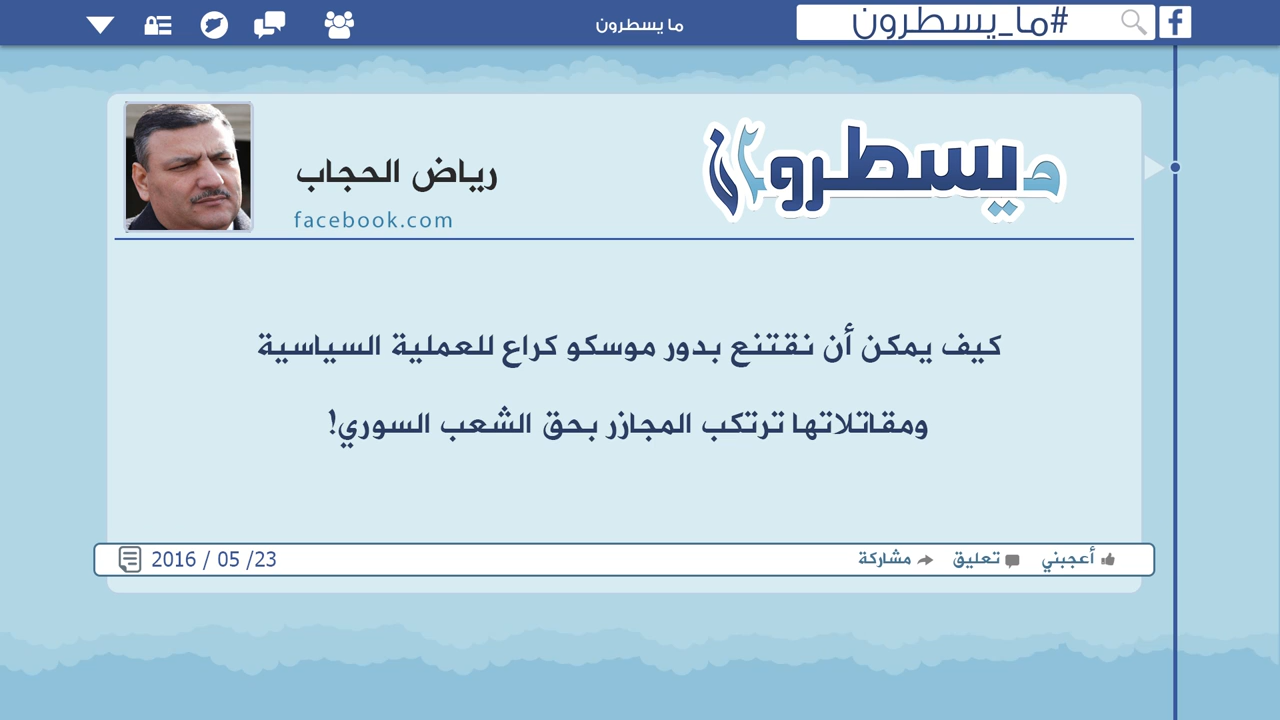 #ما_يسطرون
ما يسطرون
ما يسطرون
رياض الحجاب
facebook.com
كيف يمكن أن نقتنع بدور موسكو كراع للعملية السياسية
ومقاتلاتها ترتكب المجازر بحق الشعب السوري!
أعجبني تعليق مشاركة
2016 / 05 /23